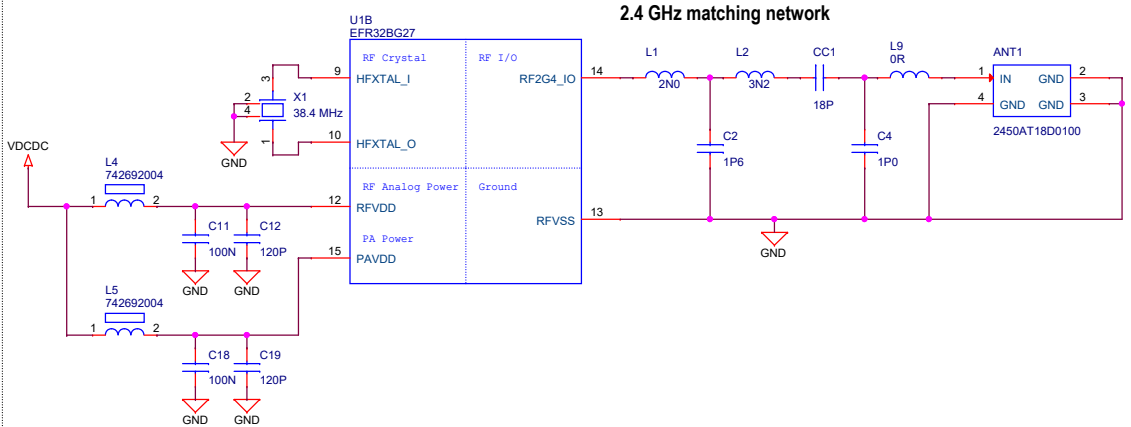 2.4 GHz matching network
U1B
EFR32BG27
RF Crystal
RF I/O
9
HFXTAL_I
RF2G4_IO
14
3
2
4
X1
38.4 MHz
1
GND
10
HFXTAL_O
L1
2N0
L2
3N2
CC1
18P
L9
0R
C2
1P6
C4
1P0
ANT1
1
IN
GND
2
4
GND
GND
3
2450AT18D0100
VDCDC
L4
742692004
1
2
12
RF Analog Power
Ground
RFVDD
RFVSS
13
GND
C11
100N
C12
120P
GND
GND
PA Power
15
PAVDD
L5
742692004
1
2
C18
100N
C19
120P
GND
GND